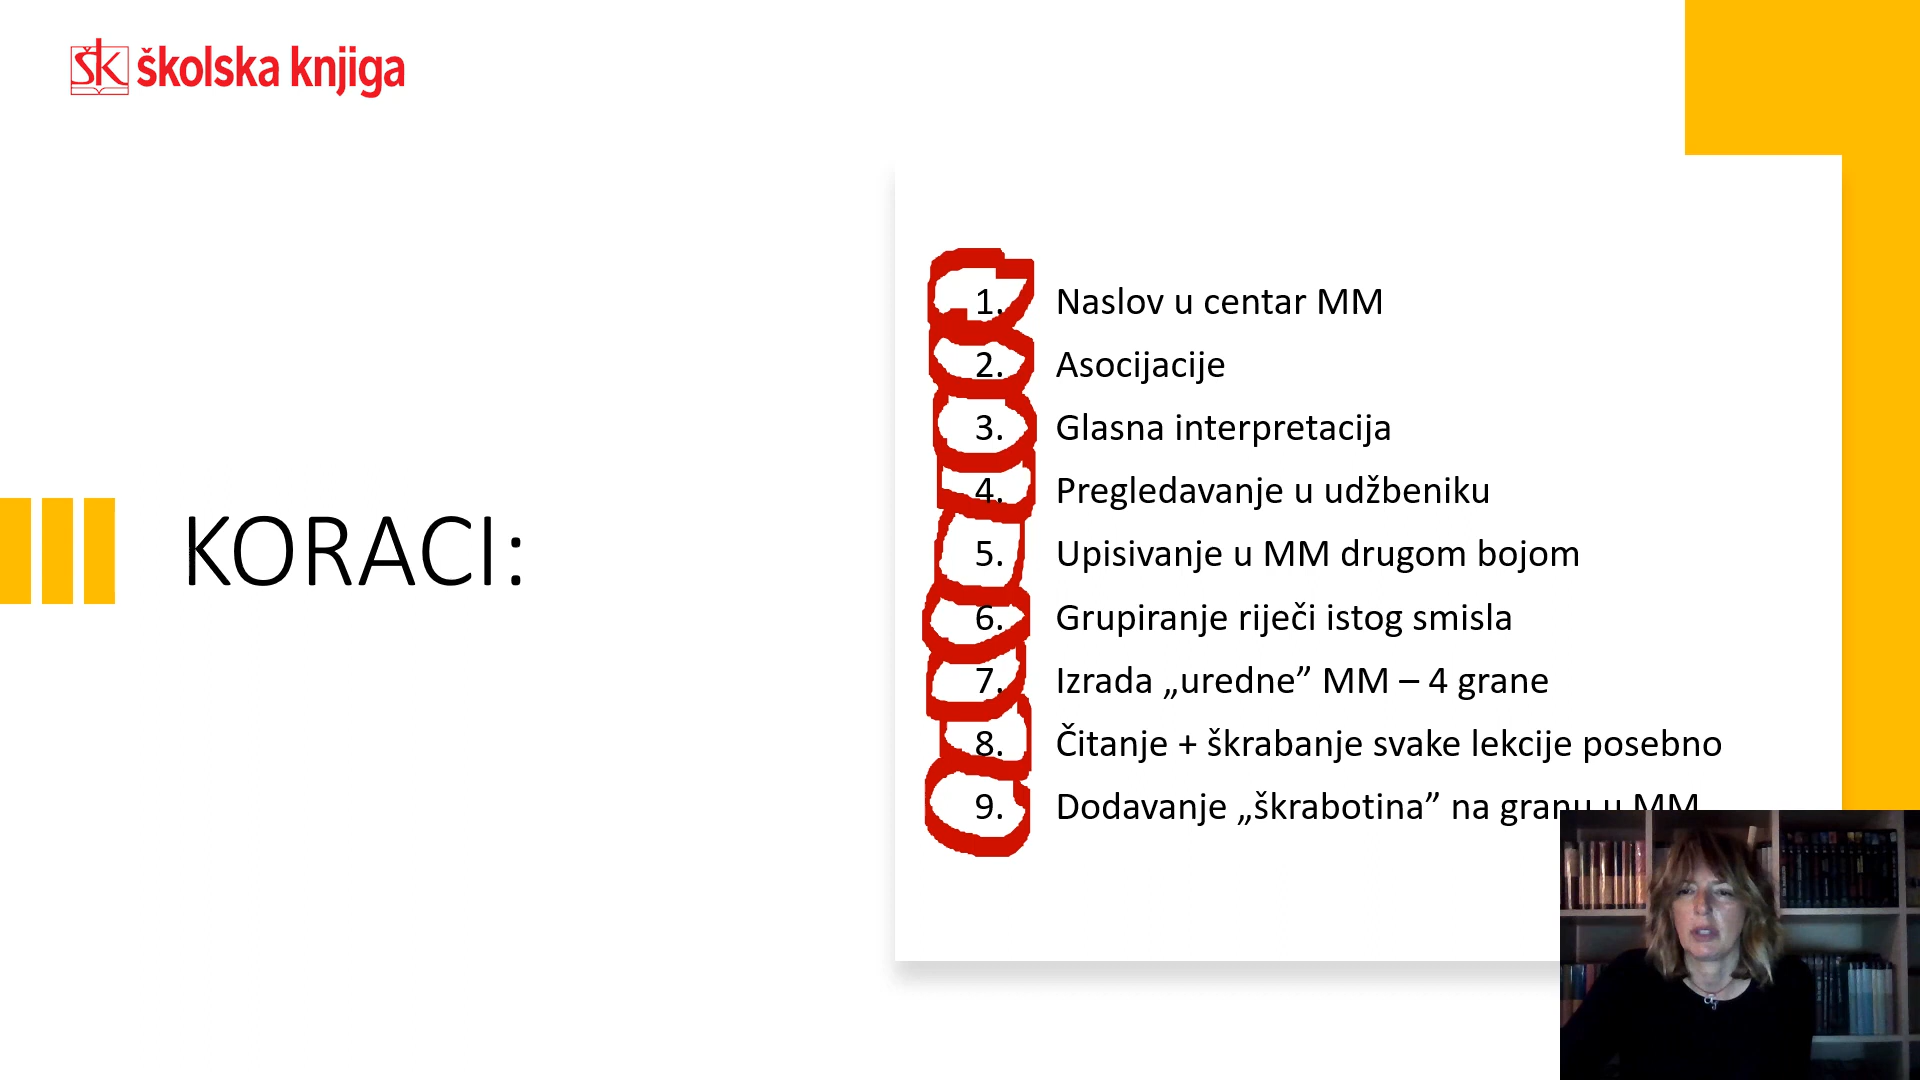 školska knjiga
KORACI:
1. Naslov u centar MM
2. Asocijacije
3. Glasna interpretacija
4. Pregledavanje u udžbeniku
5. Upisivanje u MM drugom bojom
6. Grupiranje riječi istog smisla
7. Izrada „uredne” MM – 4 grane
8. Čitanje + škrabanje svake lekcije posebno
9. Dodavanje „škrabotina” na granu u MM